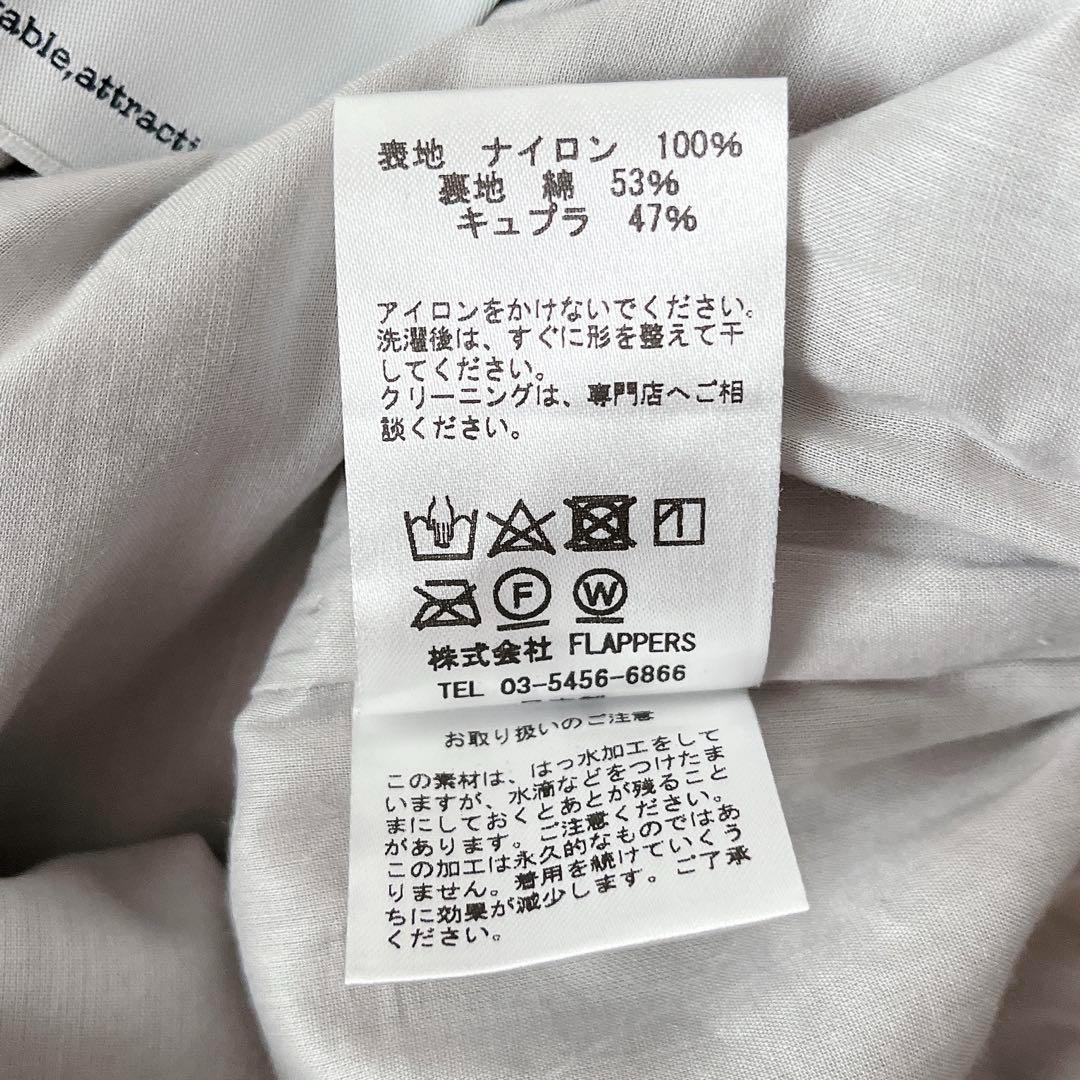 able,attracti
表地 ナイロン 100%
裏地 綿 53%
キュプラ 47%
アイロンをかけないでください。
洗濯後は、すぐに形を整えて干
してください。
クリーニングは、専門店へご相
談ください。
F W
株式会社 FLAPPERS
TEL 03-5456-6866
お取り扱いのご注意
この素材は、はっ水加工をして
いますが、水滴などをつけたま
まにしておくとあとが残ること
があります。ご注意ください。
この加工は永久的なものではあ
りません。着用を続けていくう
ちに効果が減少します。ご了承
ください。